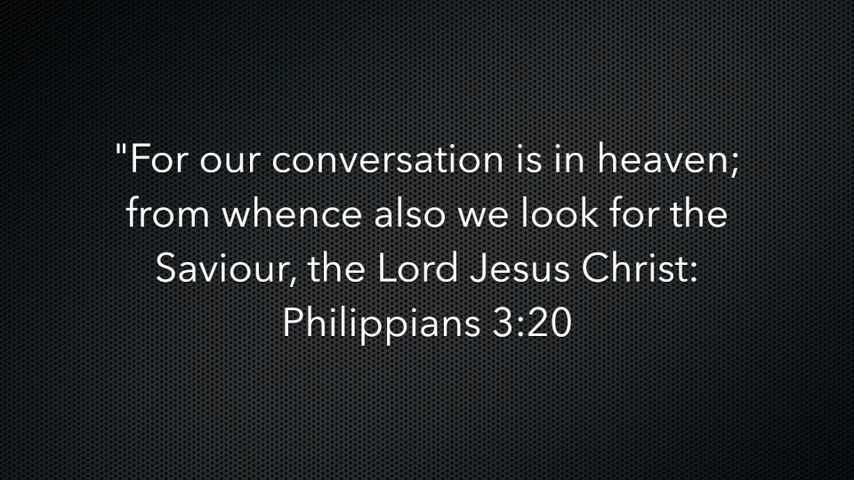 "For our conversation is in heaven;
from whence also we look for the
Saviour, the Lord Jesus Christ:
Philippians 3:20